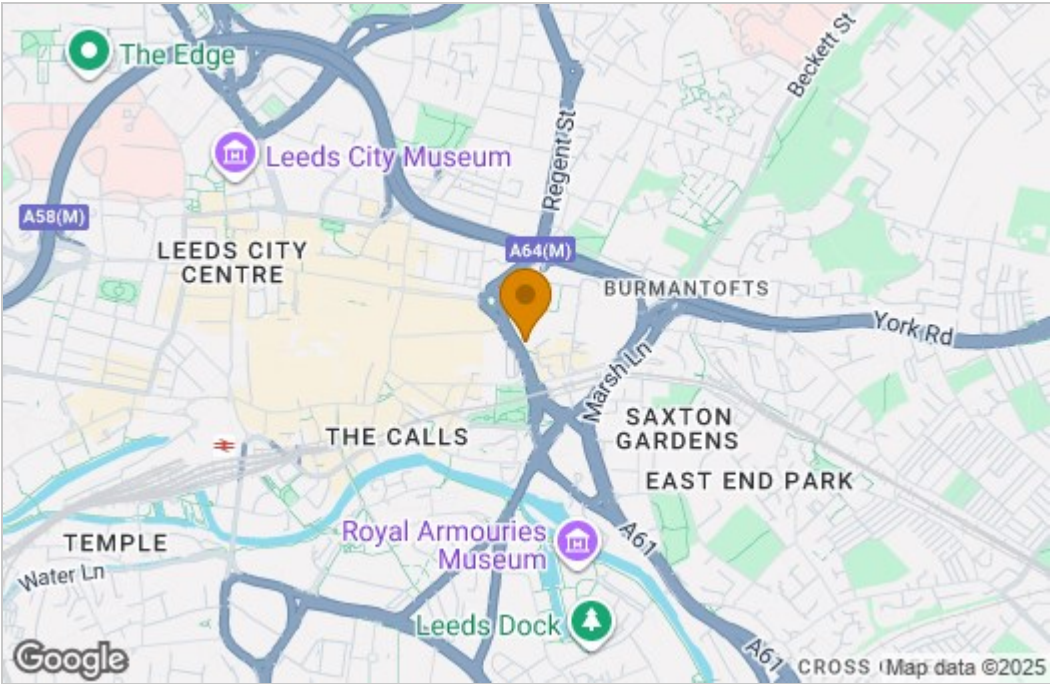 The Edge
Beckett St
Regent St
Leeds City Museum
A58(M)
A64(M)
LEEDS CITY
CENTRE
BURMANTOFTS
York Rd
Marsh Ln
SAXTON
GARDENS
THE CALLS
EAST END PARK
Royal Armouries
Museum
A61
TEMPLE
Water Ln
Leeds Dock
A61
Google
CROSS
Map data ©2025